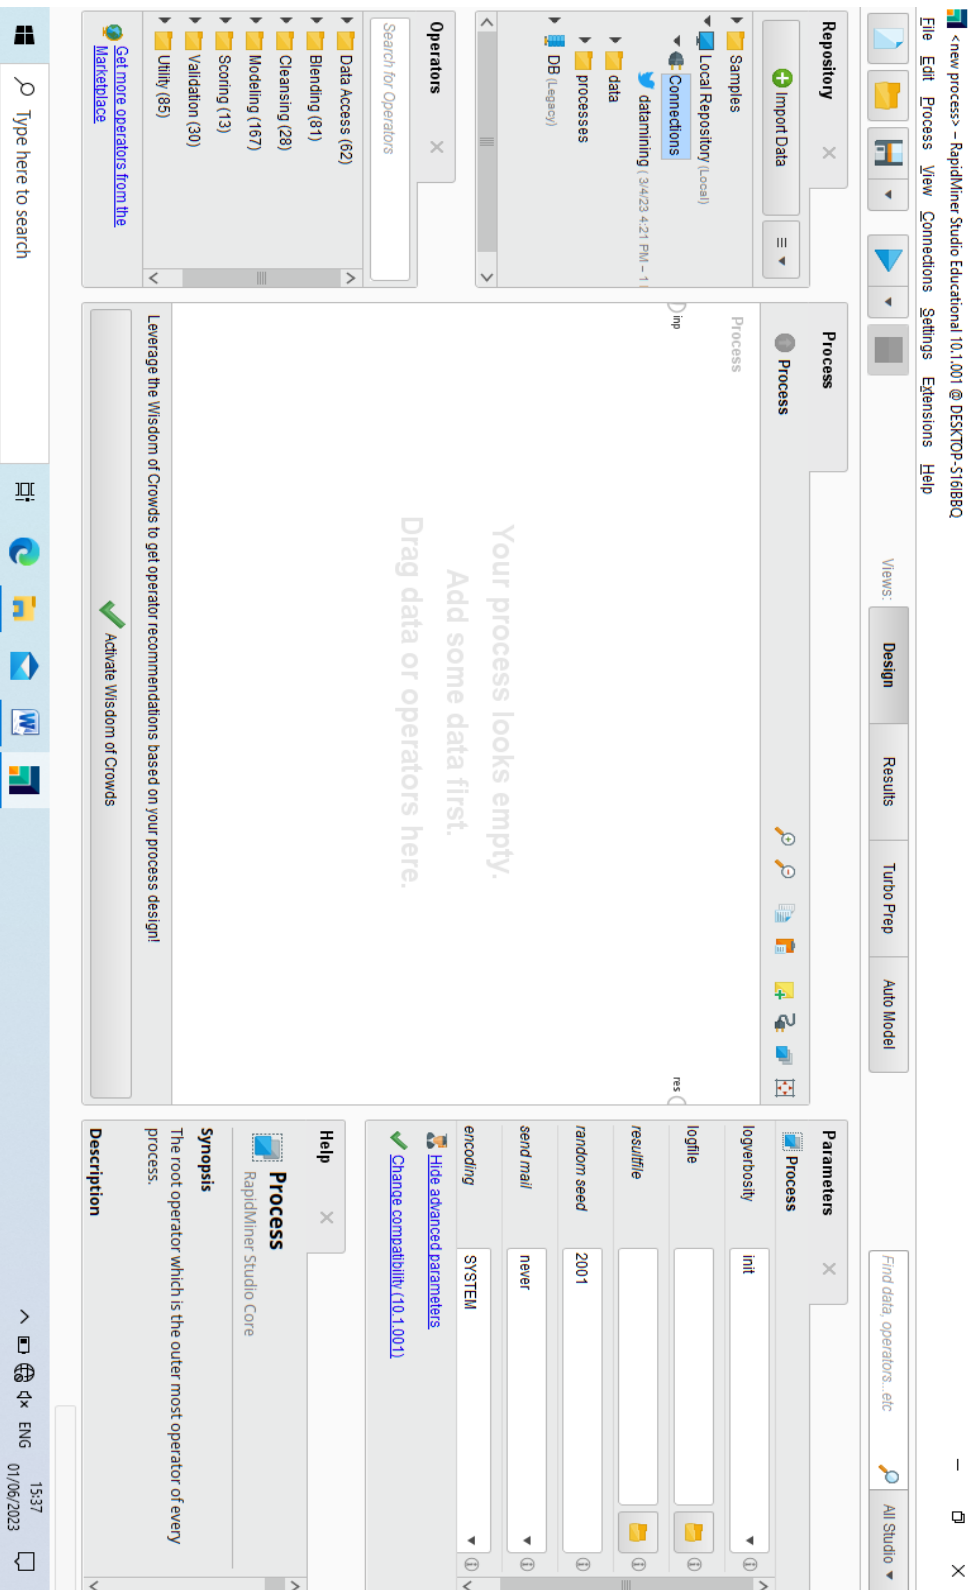 <new process> – RapidMiner Studio Educational 10.1.001 @ DESKTOP-S16IBBQ
File Edit Process View Connections Settings Extensions Help
Views: Design Results Turbo Prep Auto Model
Find data, operators...etc
All Studio
Repository
Import Data
Samples
Local Repository (Local)
Connections
datamining ( 3/4/23 4:21 PM – 1
data
processes
DB (Legacy)
Operators
Search for Operators
Data Access (62)
Blending (81)
Cleansing (28)
Modeling (167)
Scoring (13)
Validation (30)
Utility (85)
Get more operators from the
Marketplace
Process
Process
Process
inp
res
Your process looks empty.
Add some data first.
Drag data or operators here.
Leverage the Wisdom of Crowds to get operator recommendations based on your process design!
Activate Wisdom of Crowds
Parameters
Process
logverbosity init
logfile
resultfile
random seed 2001
send mail never
encoding SYSTEM
Hide advanced parameters
Change compatibility (10.1.001)
Help
Process
RapidMiner Studio Core
Synopsis
The root operator which is the outer most operator of every
process.
Description
Type here to search
ENG
15:37
01/06/2023